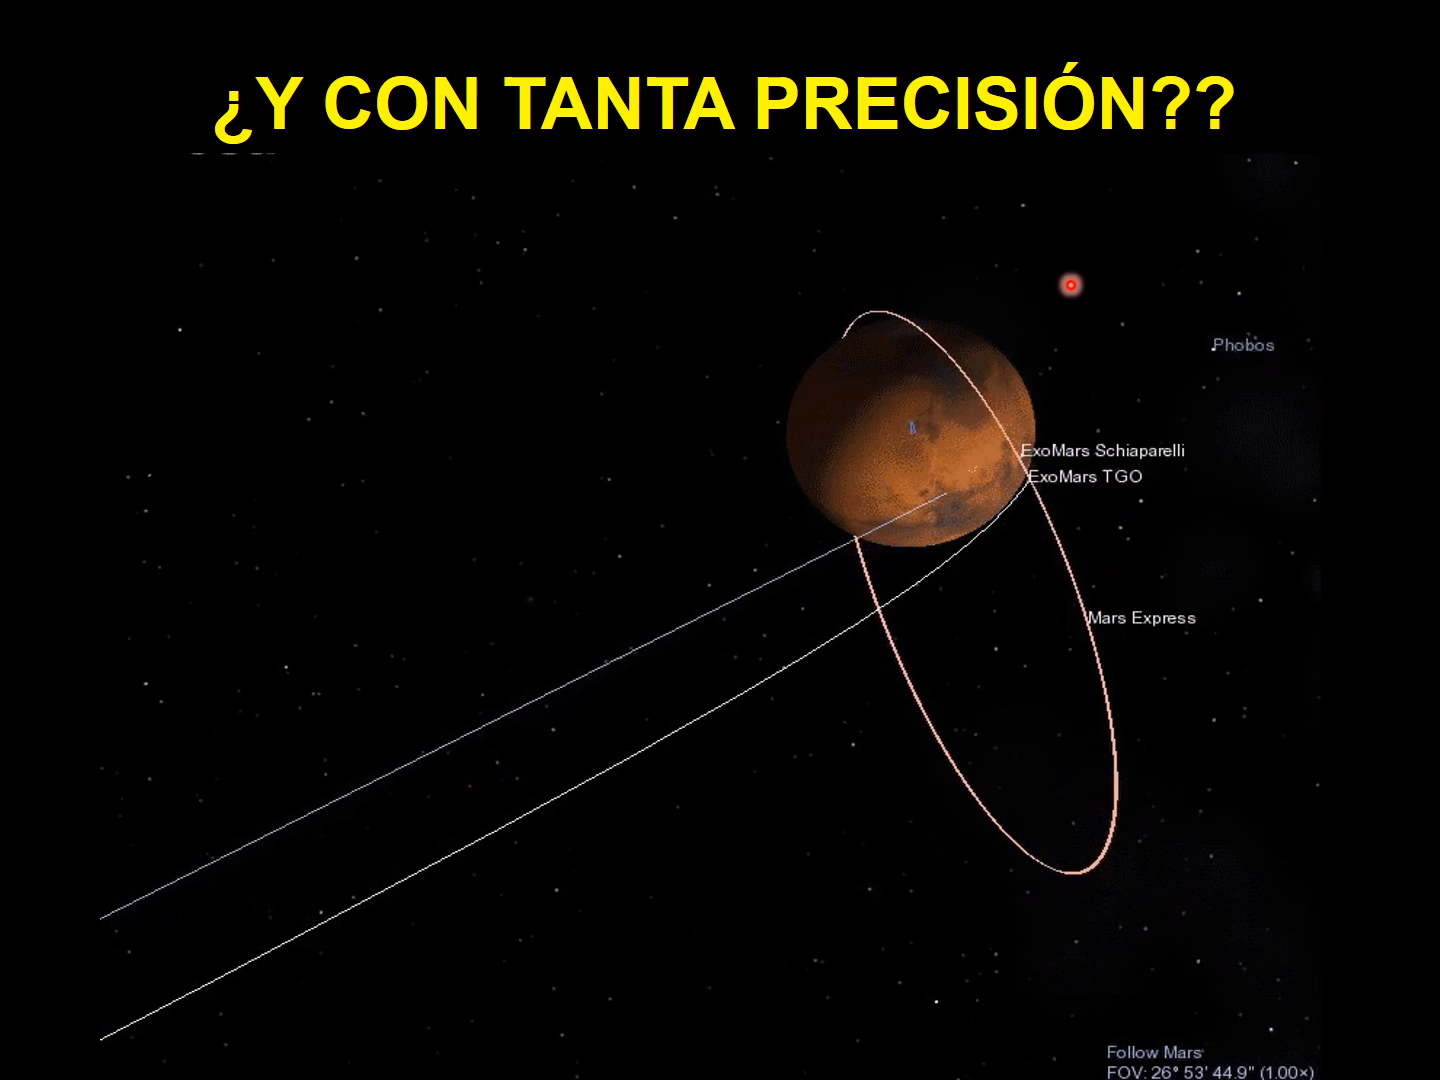 ¿Y CON TANTA PRECISIÓN??
Phobos
ExoMars Schiaparelli
ExoMars TGO
Mars Express
Follow Mars
FOV: 26° 53' 44.9" (1.00×)